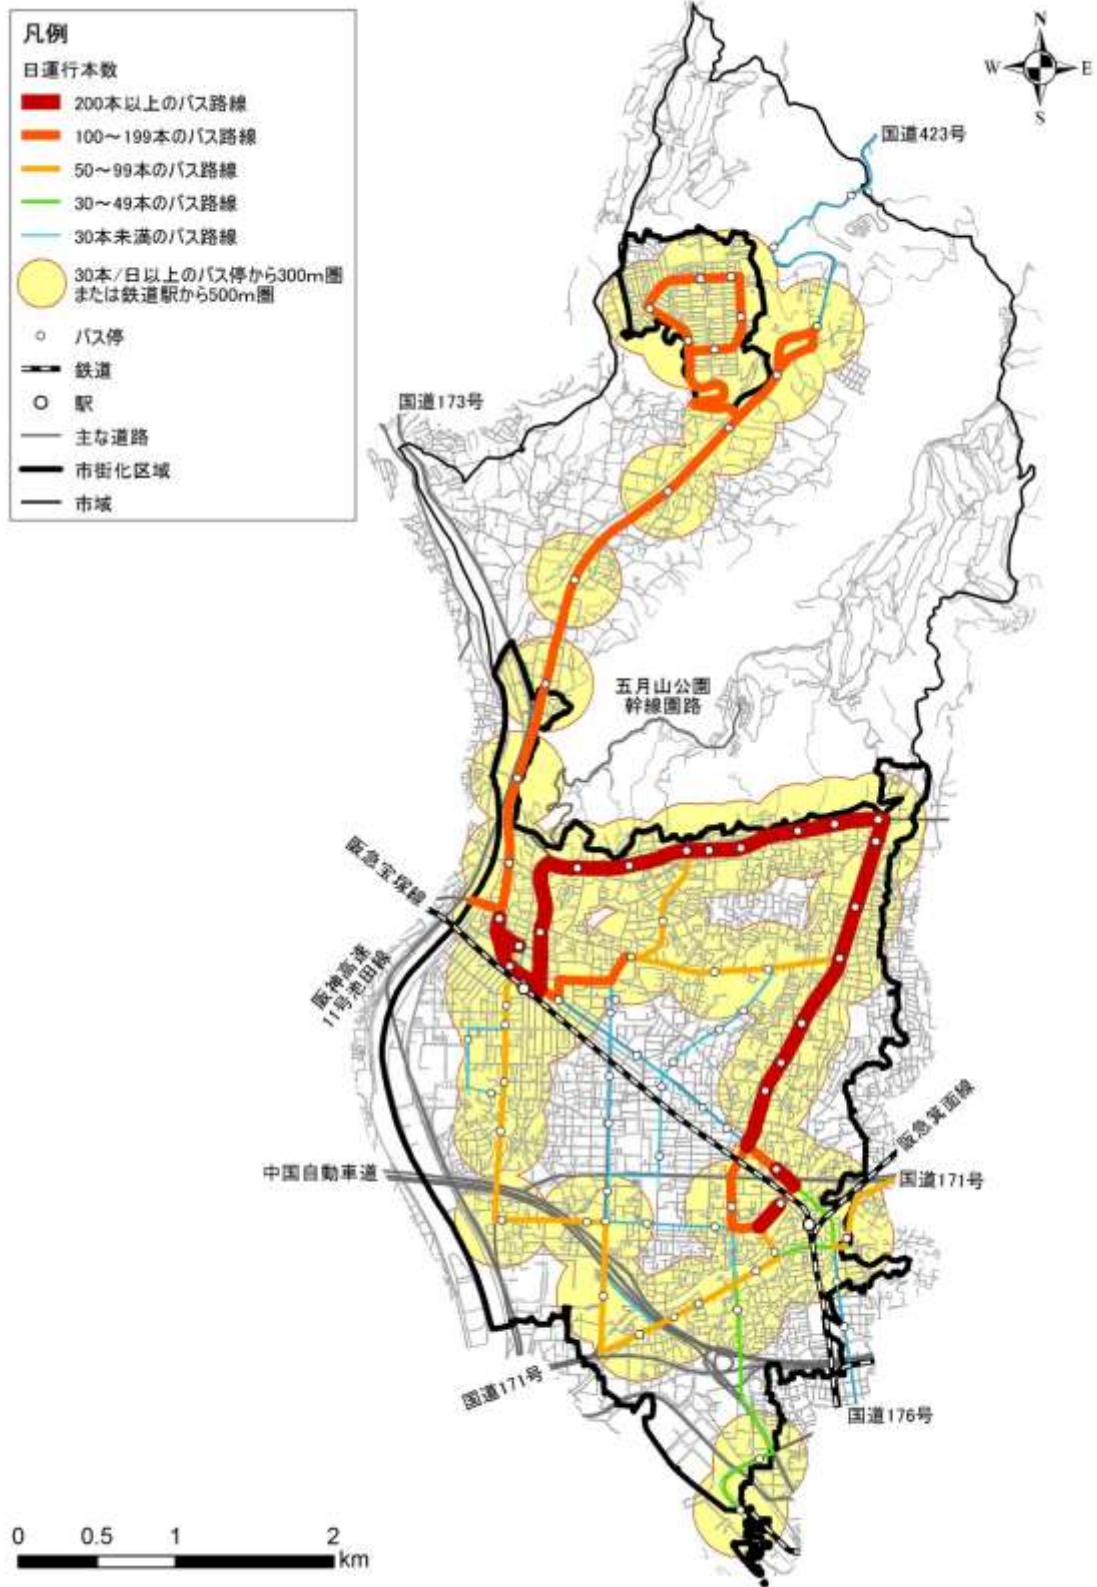 凡例
日運行本数
200本以上のバス路線
100～199本のバス路線
50～99本のバス路線
30～49本のバス路線
30本未満のバス路線
30本/日以上のバス停から300m圏
または鉄道駅から500m圏
バス停
鉄道
駅
主な道路
市街化区域
市域
N
W
E
S
国道423号
国道173号
五月山公園
幹線園路
阪急宝塚線
阪神高速
11号池田線
中国自動車道
阪急箕面線
国道171号
国道171号
国道176号
0 0.5 1 2
km